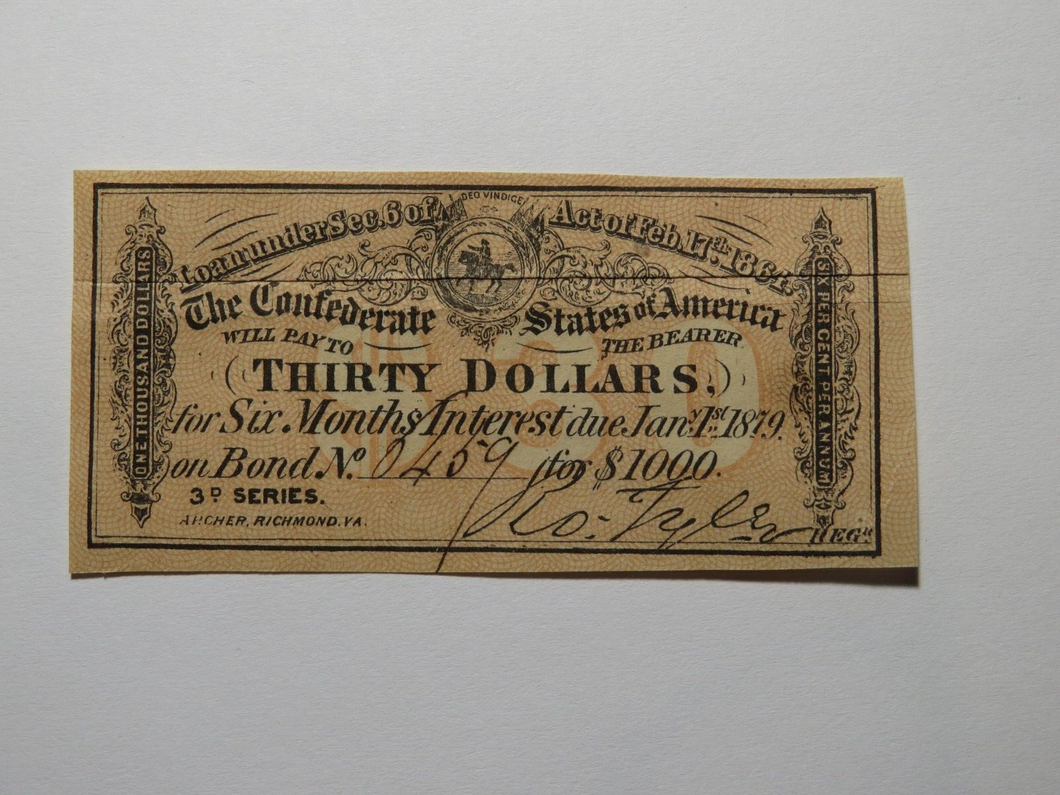 DEO VINDICE
Loan under Sec. 6 of Act of Feb. 17th. 1864.
The Confederate States of America
WILL PAY TO THE BEARER
$30
THIRTY DOLLARS,
for Six Months Interest due Jany. 1st. 1879.
on Bond No. 0459 for $1000.
3D SERIES.
ARCHER, RICHMOND. VA.
Ro. Tyler REGR
ONE THOUSAND DOLLARS
SIX PER CENT PER ANNUM